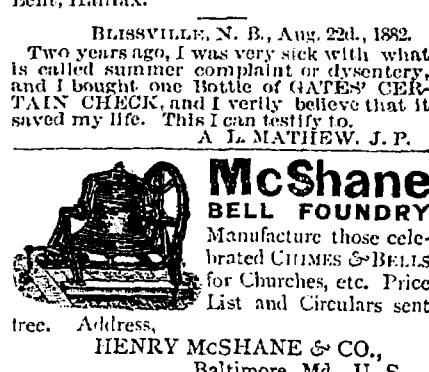 Bent, Halifax.
BLISSVILLE, N. B., Aug. 22d., 1882.
Two years ago, I was very sick with what
is called summer complaint or dysentery,
and I bought one Bottle of GATES' CER-
TAIN CHECK, and I verily believe that it
saved my life. This I can testify to.
A L. MATHEW. J. P.
McShane
BELL FOUNDRY
Manufacture those cele-
brated CHIMES & BELLS
for Churches, etc. Price
List and Circulars sent
free. Address,
HENRY McSHANE & CO.,
Baltimore, Md., U. S.